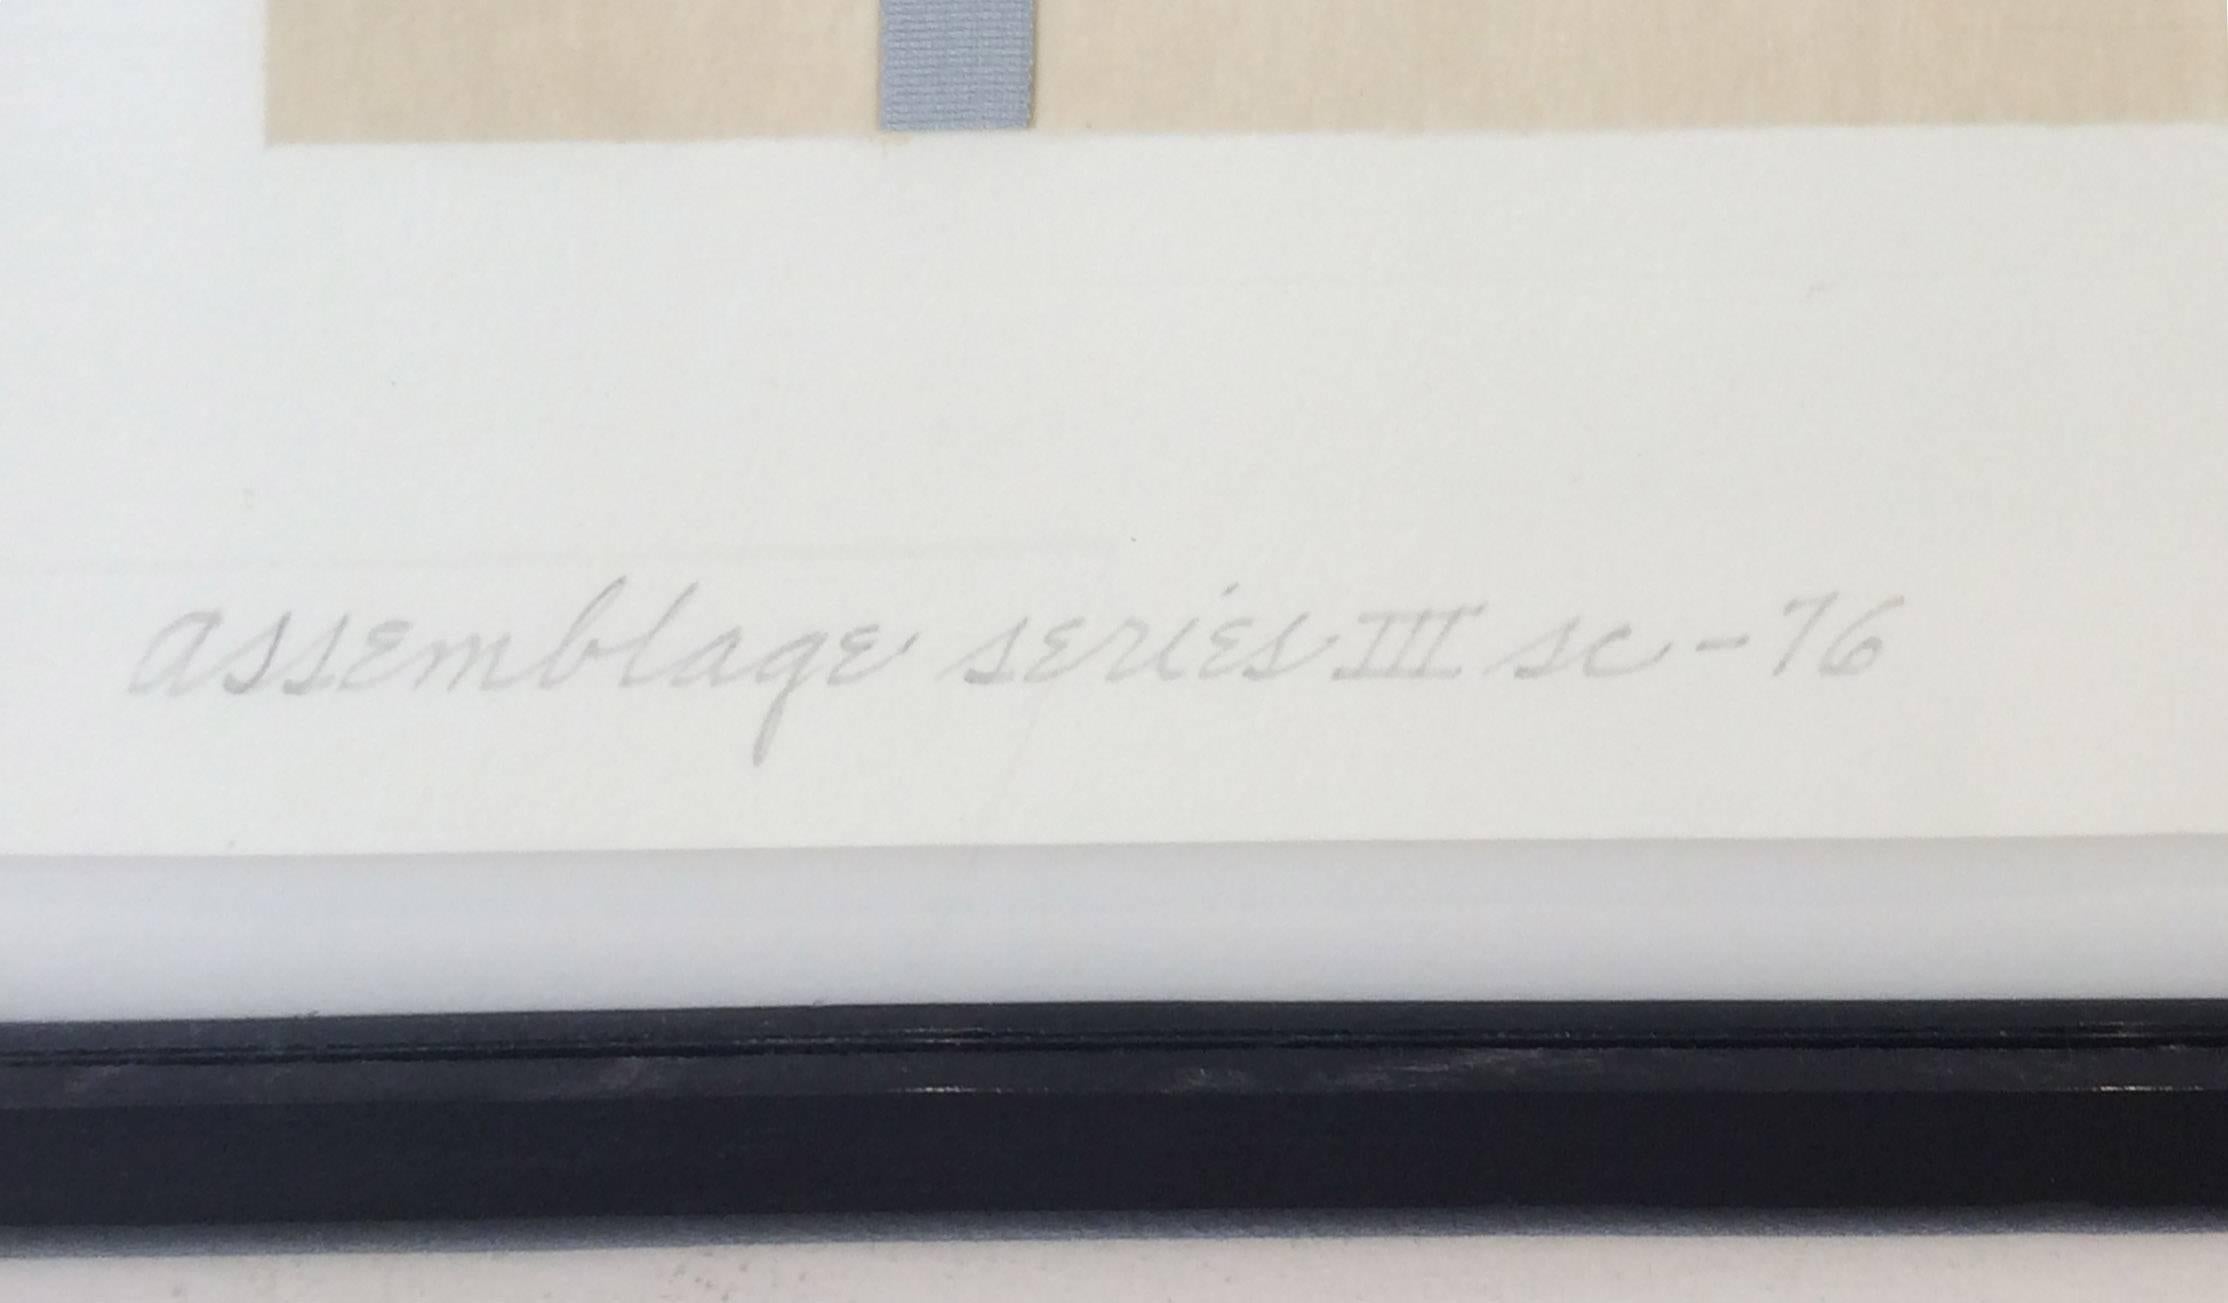 assemblage series III sc-76